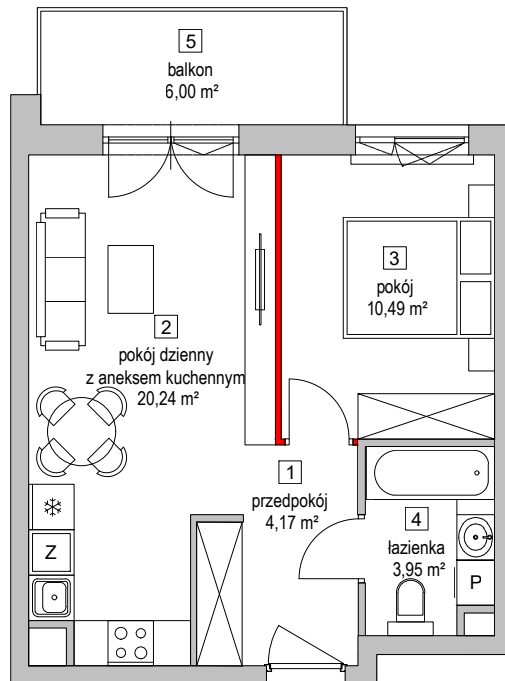 5
balkon
6,00 m²
3
pokój
10,49 m²
2
pokój dzienny
z aneksem kuchennym
20,24 m²
1
przedpokój
4,17 m²
4
łazienka
3,95 m²
Z
P